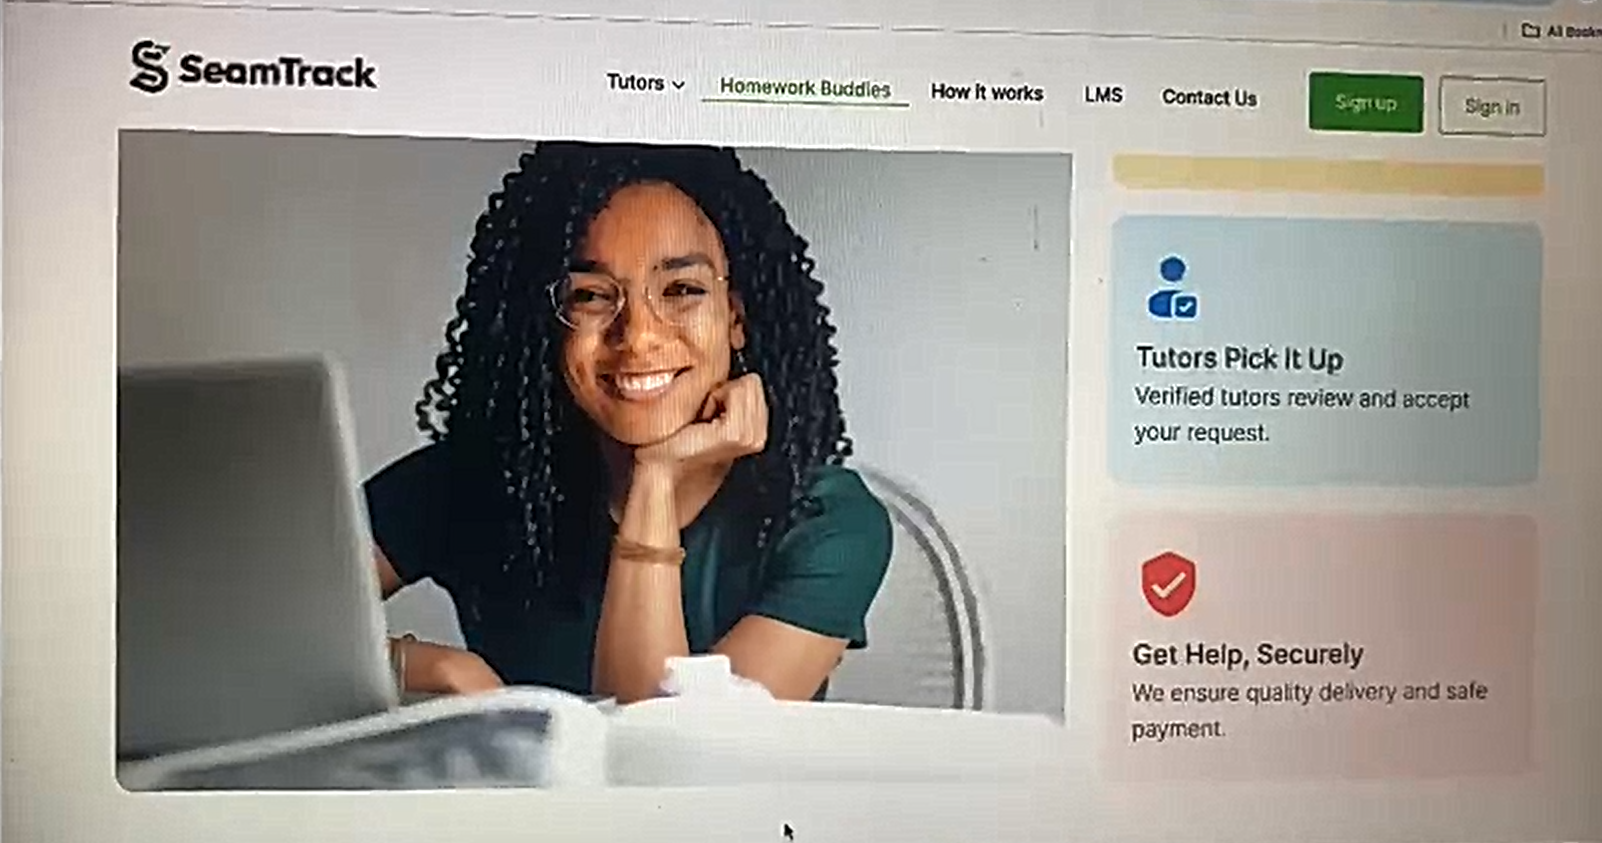 All Book
SeamTrack
Tutors
Homework Buddies
How it works
LMS
Contact Us
Sign up
Sign in
Tutors Pick It Up
Verified tutors review and accept
your request.
Get Help, Securely
We ensure quality delivery and safe
payment.